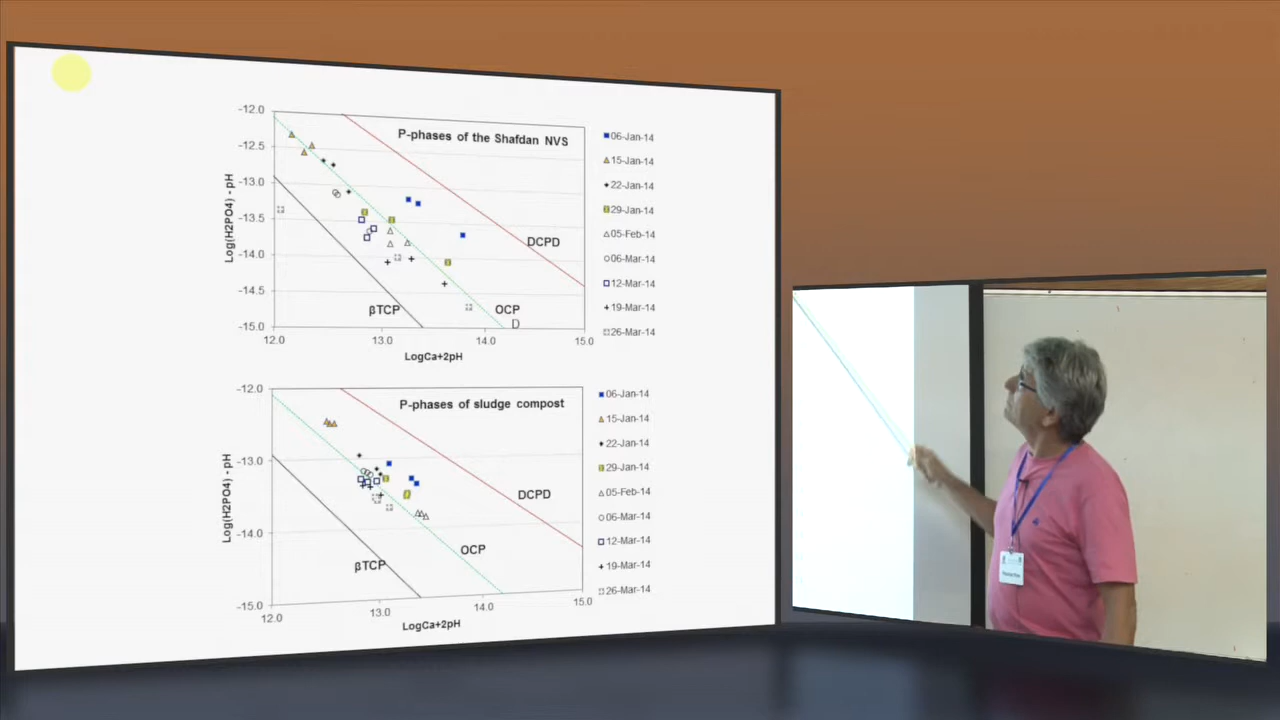 P-phases of the Shafdan NVS
Log(H2PO4) - pH
-12.0
-12.5
-13.0
-13.5
-14.0
-14.5
-15.0
12.0
13.0
14.0
15.0
LogCa+2pH
DCPD
OCP
D
βTCP
06-Jan-14
15-Jan-14
22-Jan-14
29-Jan-14
05-Feb-14
06-Mar-14
12-Mar-14
19-Mar-14
26-Mar-14
P-phases of sludge compost
Log(H2PO4) - pH
-12.0
-13.0
-14.0
-15.0
12.0
13.0
14.0
15.0
LogCa+2pH
DCPD
OCP
βTCP
06-Jan-14
15-Jan-14
22-Jan-14
29-Jan-14
05-Feb-14
06-Mar-14
12-Mar-14
19-Mar-14
26-Mar-14